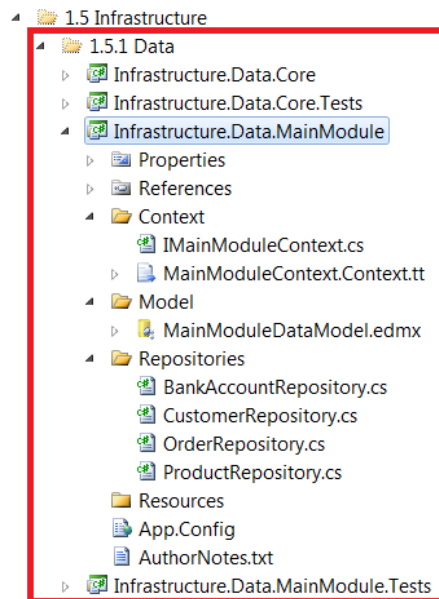 1.5 Infrastructure
1.5.1 Data
Infrastructure.Data.Core
Infrastructure.Data.Core.Tests
Infrastructure.Data.MainModule
Properties
References
Context
IMainModuleContext.cs
MainModuleContext.Context.tt
Model
MainModuleDataModel.edmx
Repositories
BankAccountRepository.cs
CustomerRepository.cs
OrderRepository.cs
ProductRepository.cs
Resources
App.Config
AuthorNotes.txt
Infrastructure.Data.MainModule.Tests